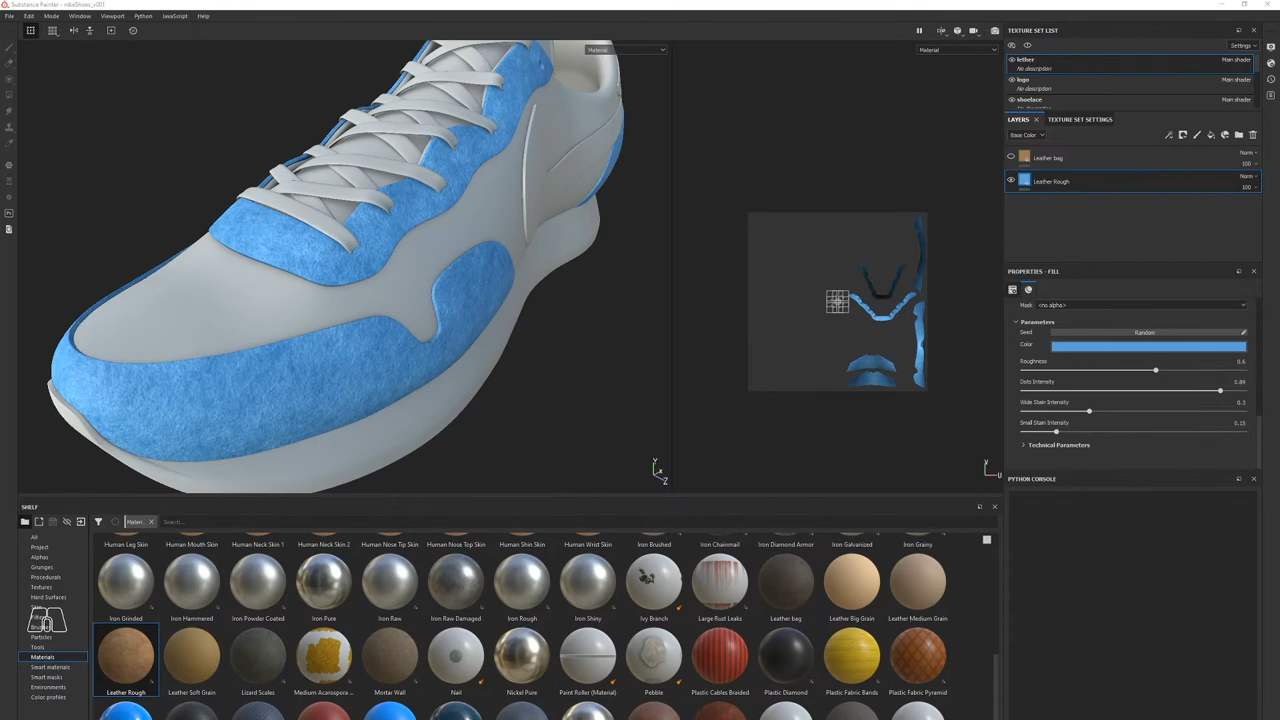 Substance Painter - nikeShoes_v001
File Edit Mode Window Viewport Python JavaScript Help
Material
Material
TEXTURE SET LIST
Settings
lether Main shader
No description
logo Main shader
No description
shoelace Main shader
LAYERS TEXTURE SET SETTINGS
Base Color
Leather bag Norm
100
Leather Rough Norm
100
PROPERTIES - FILL
Mask: <no alpha>
Parameters
Seed Random
Color
Roughness 0.6
Dots Intensity 0.89
Wide Stain Intensity 0.3
Small Stain Intensity 0.15
Technical Parameters
PYTHON CONSOLE
Y
X
Z
V
U
SHELF
Materi... Search...
All
Project
Alphas
Grunges
Procedurals
Textures
Hard Surfaces
Particles
Tools
Materials
Smart materials
Smart masks
Environments
Color profiles
Human Leg Skin Human Mouth Skin Human Neck Skin 1 Human Neck Skin 2 Human Nose Tip Skin Human Nose Top Skin Human Shin Skin Human Wrist Skin Iron Brushed Iron Chainmail Iron Diamond Armor Iron Galvanized Iron Grainy
Iron Grinded Iron Hammered Iron Powder Coated Iron Pure Iron Raw Iron Raw Damaged Iron Rough Iron Shiny Ivy Branch Large Rust Leaks Leather bag Leather Big Grain Leather Medium Grain
Leather Rough Leather Soft Grain Lizard Scales Medium Acarospora ... Mortar Wall Nail Nickel Pure Paint Roller (Material) Pebble Plastic Cables Braided Plastic Diamond Plastic Fabric Bands Plastic Fabric Pyramid